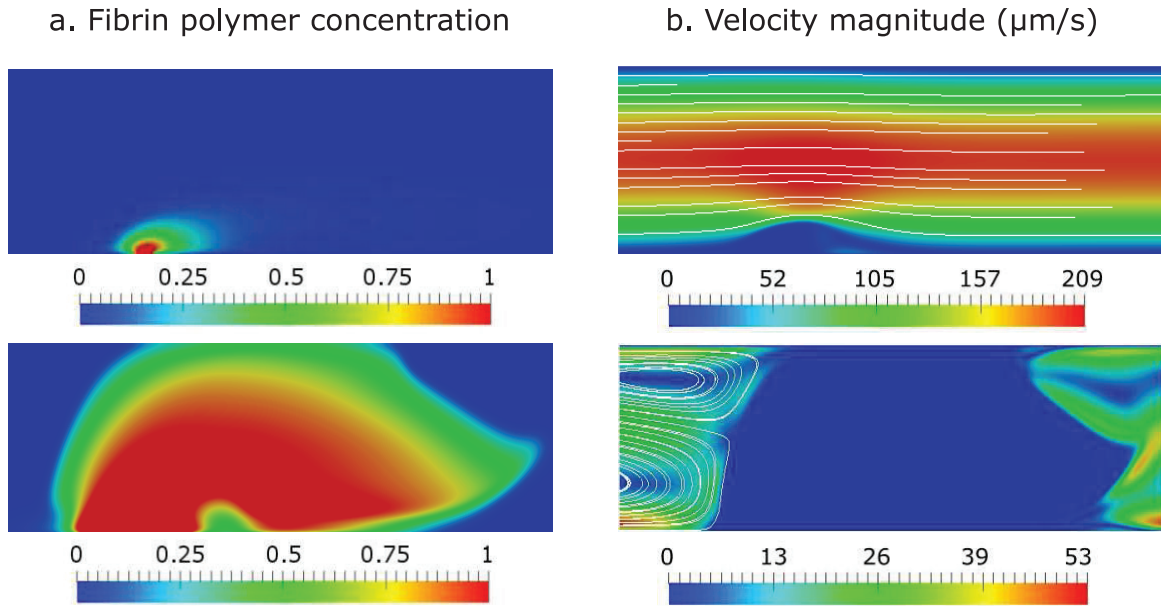 a. Fibrin polymer concentration
b. Velocity magnitude (µm/s)
0 0.25 0.5 0.75 1
0 52 105 157 209
0 0.25 0.5 0.75 1
0 13 26 39 53